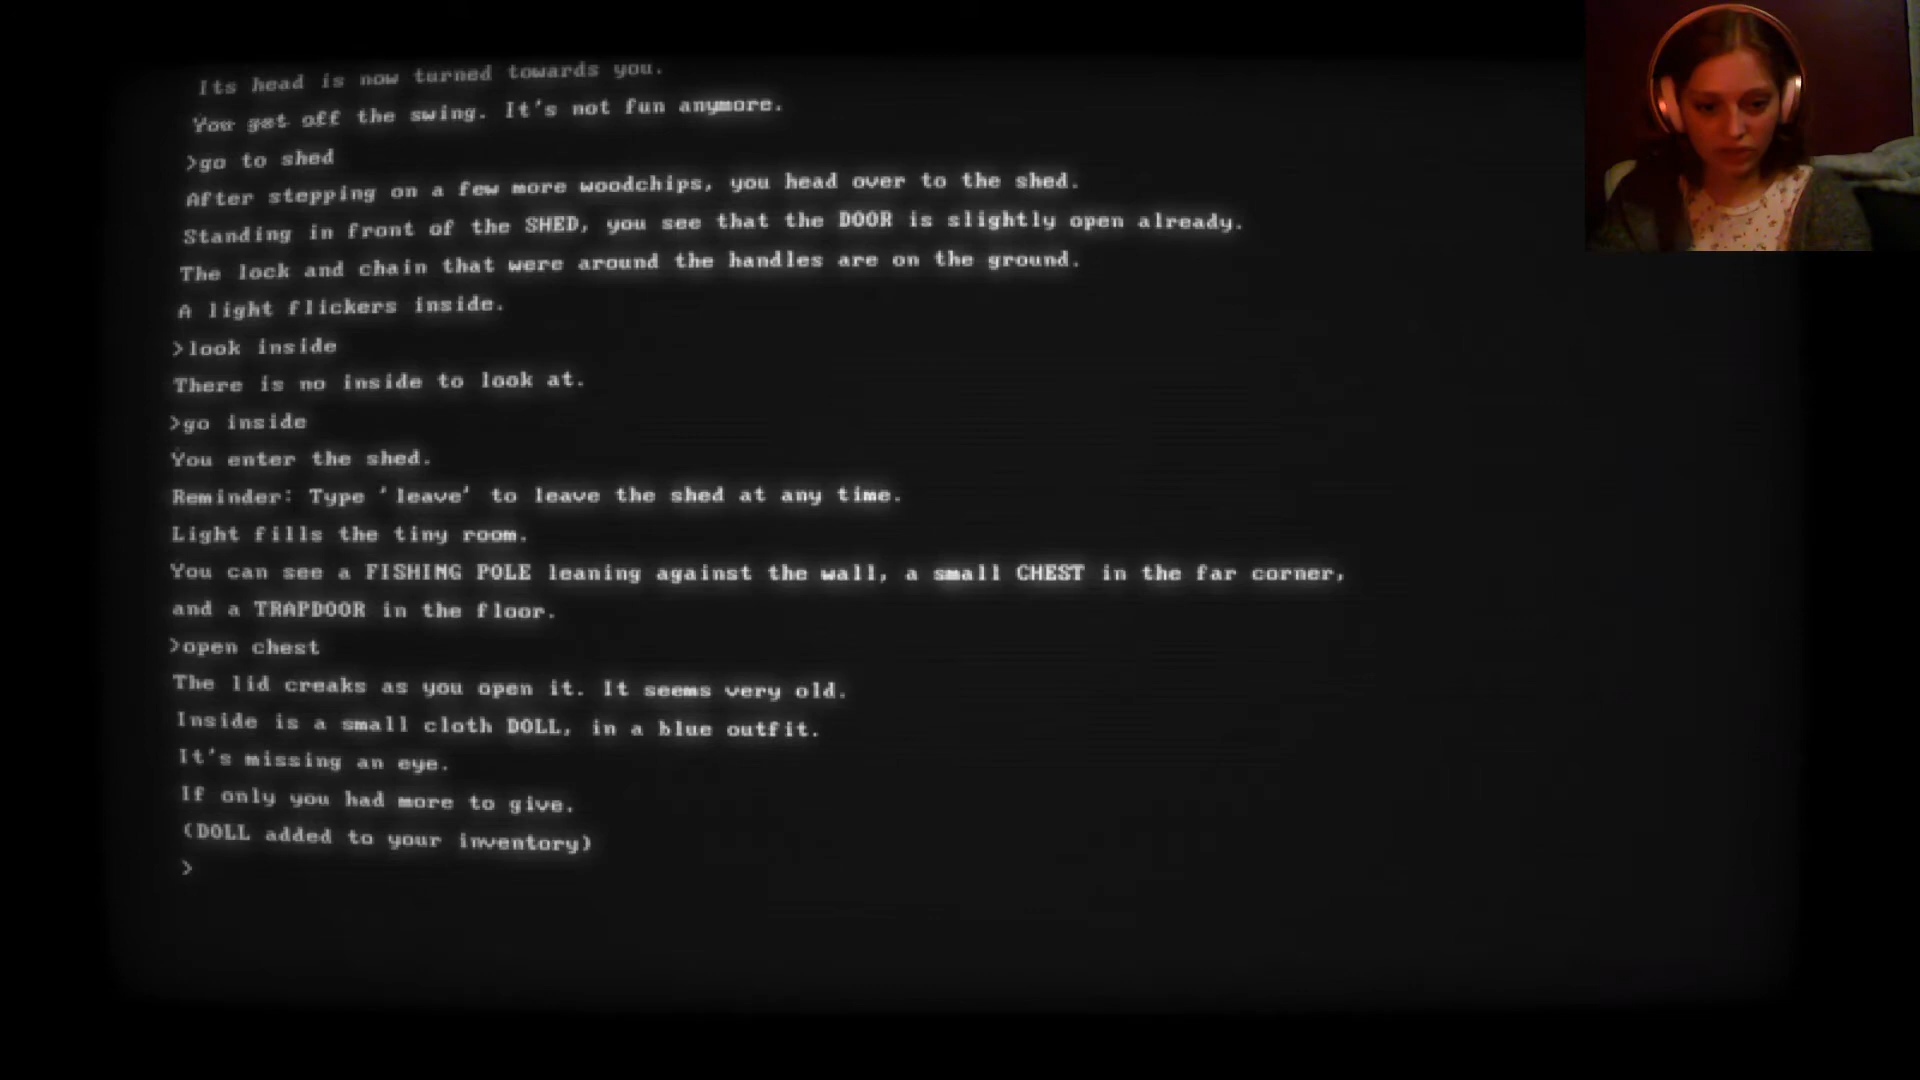 Its head is now turned towards you.
You get off the swing. It's not fun anymore.
>go to shed
After stepping on a few more woodchips, you head over to the shed.
Standing in front of the SHED, you see that the DOOR is slightly open already.
The lock and chain that were around the handles are on the ground.
A light flickers inside.
>look inside
There is no inside to look at.
>go inside
You enter the shed.
Reminder: Type 'leave' to leave the shed at any time.
Light fills the tiny room.
You can see a FISHING POLE leaning against the wall, a small CHEST in the far corner,
and a TRAPDOOR in the floor.
>open chest
The lid creaks as you open it. It seems very old.
Inside is a small cloth DOLL, in a blue outfit.
It's missing an eye.
If only you had more to give.
(DOLL added to your inventory)
>